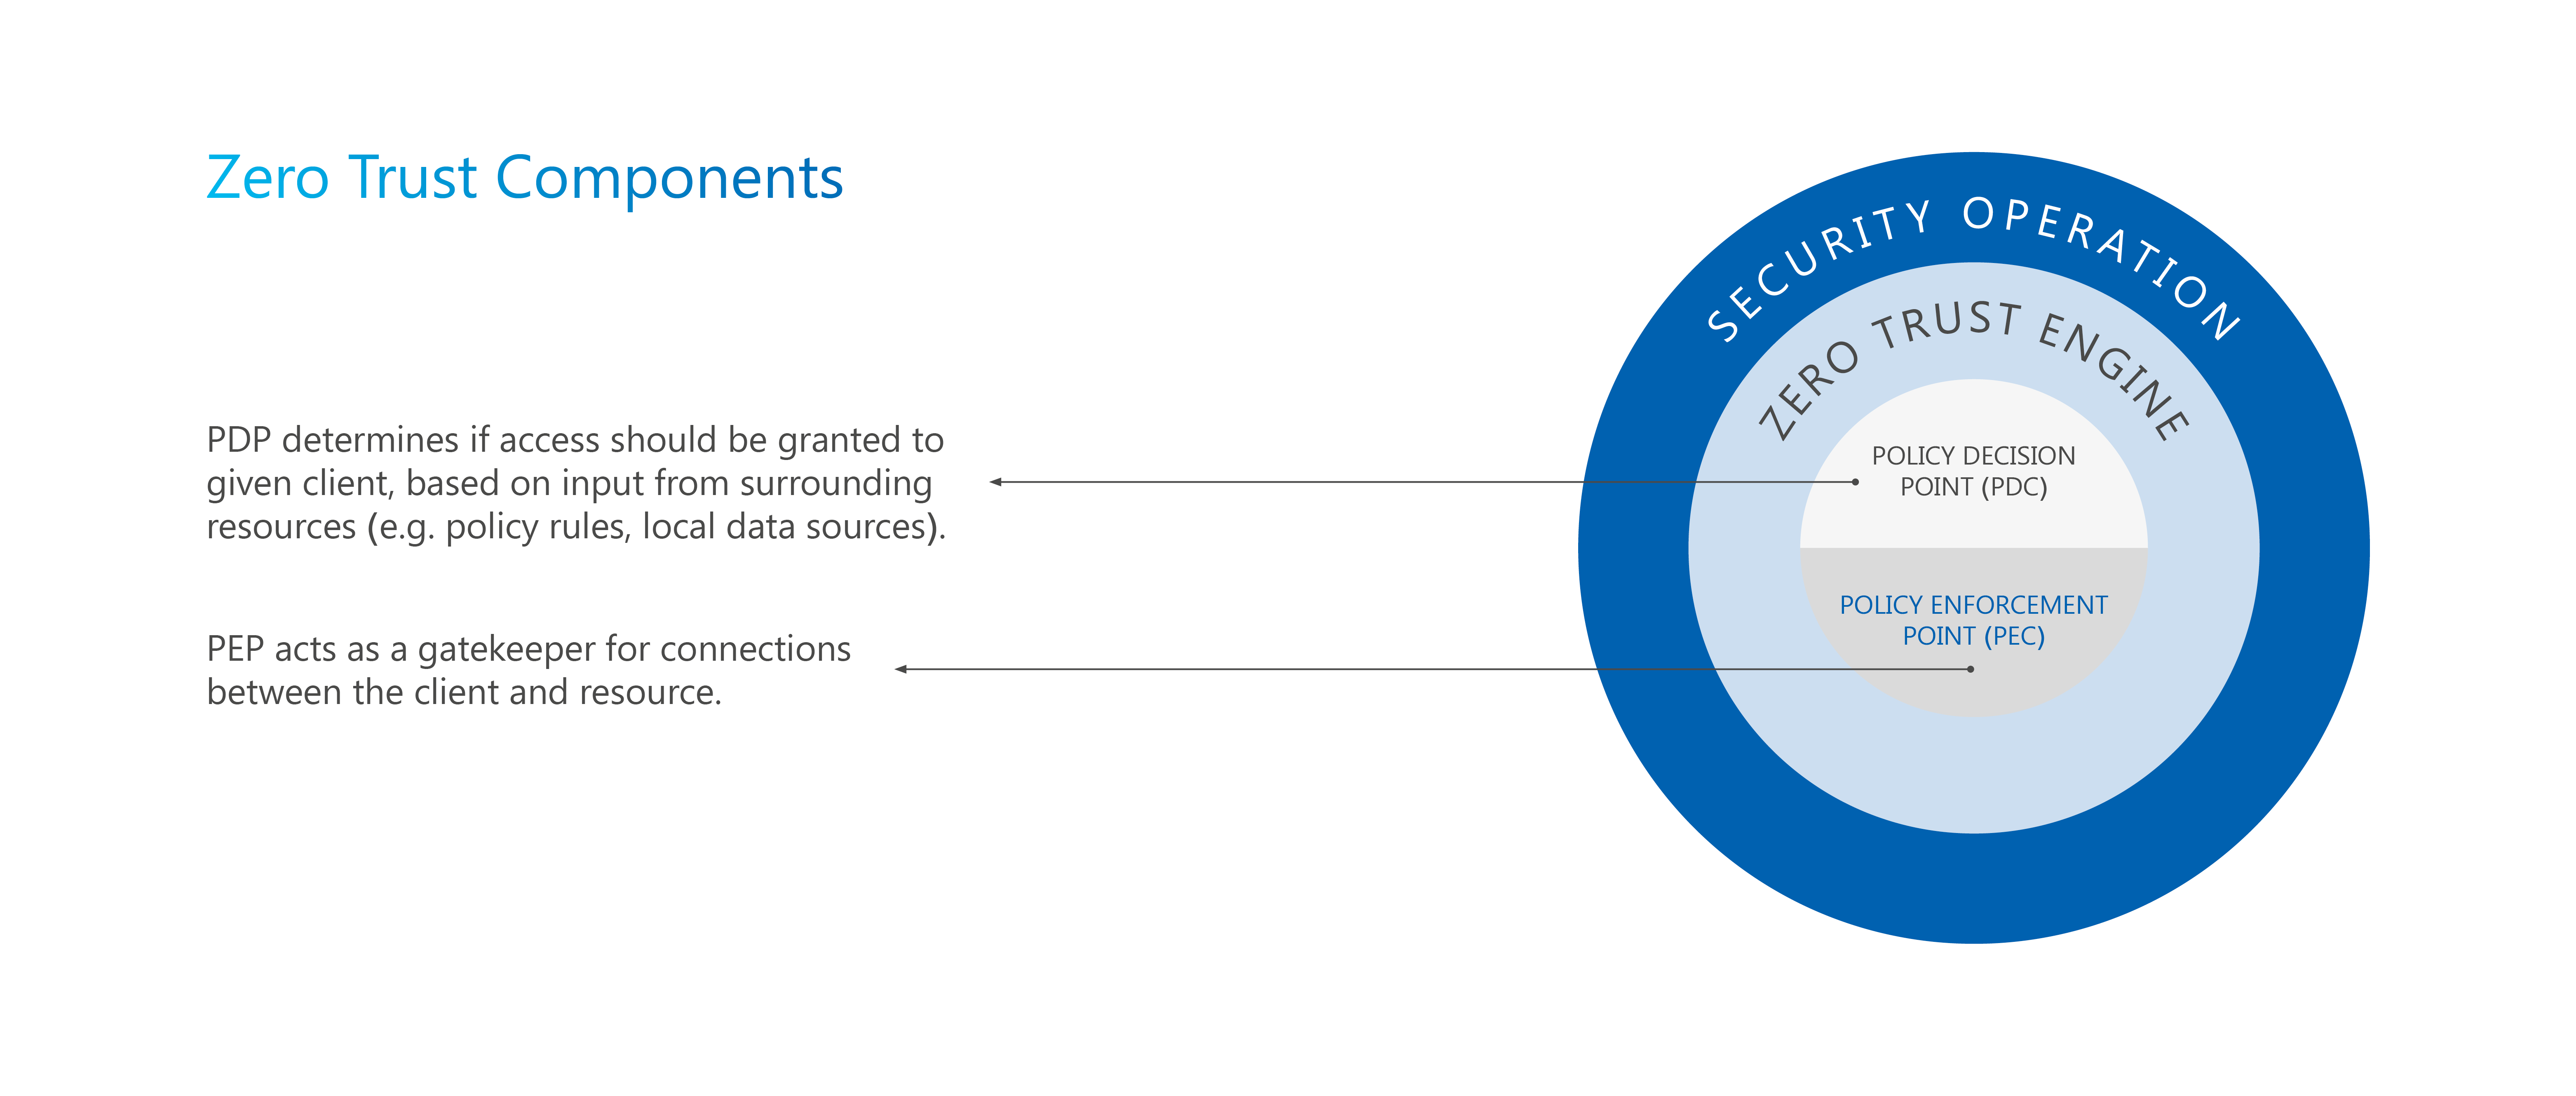 Zero Trust Components
PDP determines if access should be granted to
given client, based on input from surrounding
resources (e.g. policy rules, local data sources).
PEP acts as a gatekeeper for connections
between the client and resource.
SECURITY OPERATION
ZERO TRUST ENGINE
POLICY DECISION
POINT (PDC)
POLICY ENFORCEMENT
POINT (PEC)